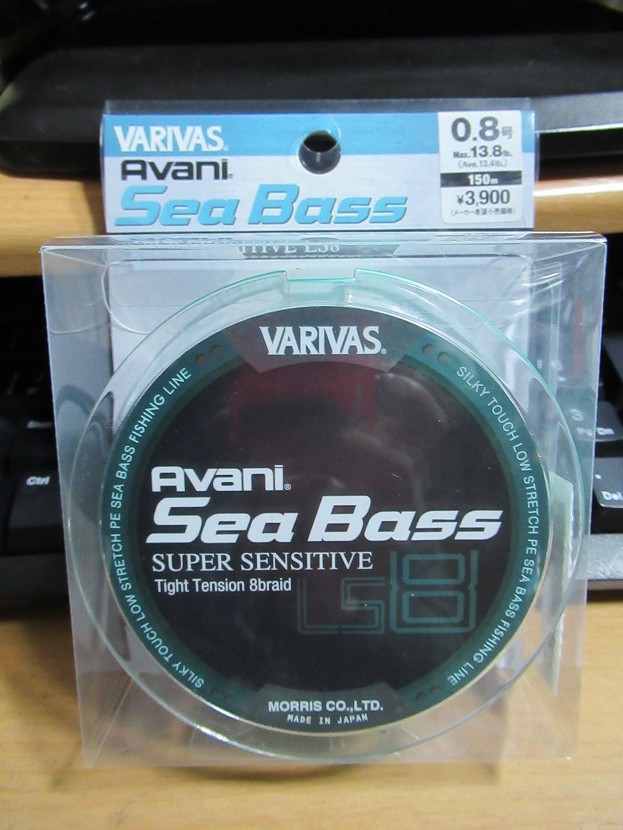 VARIVAS®
Avani®
Sea Bass
0.8号
Max.13.8lb.
(Ave.13.4lb.)
150m
¥3,900
(メーカー希望小売価格)
VARIVAS®
SILKY TOUCH LOW STRETCH PE SEA BASS FISHING LINE
SILKY TOUCH LOW STRETCH PE SEA BASS FISHING LINE
Avani®
Sea Bass
SUPER SENSITIVE
Tight Tension 8braid
LS8
MORRIS CO.,LTD.
MADE IN JAPAN
Ctrl
Del